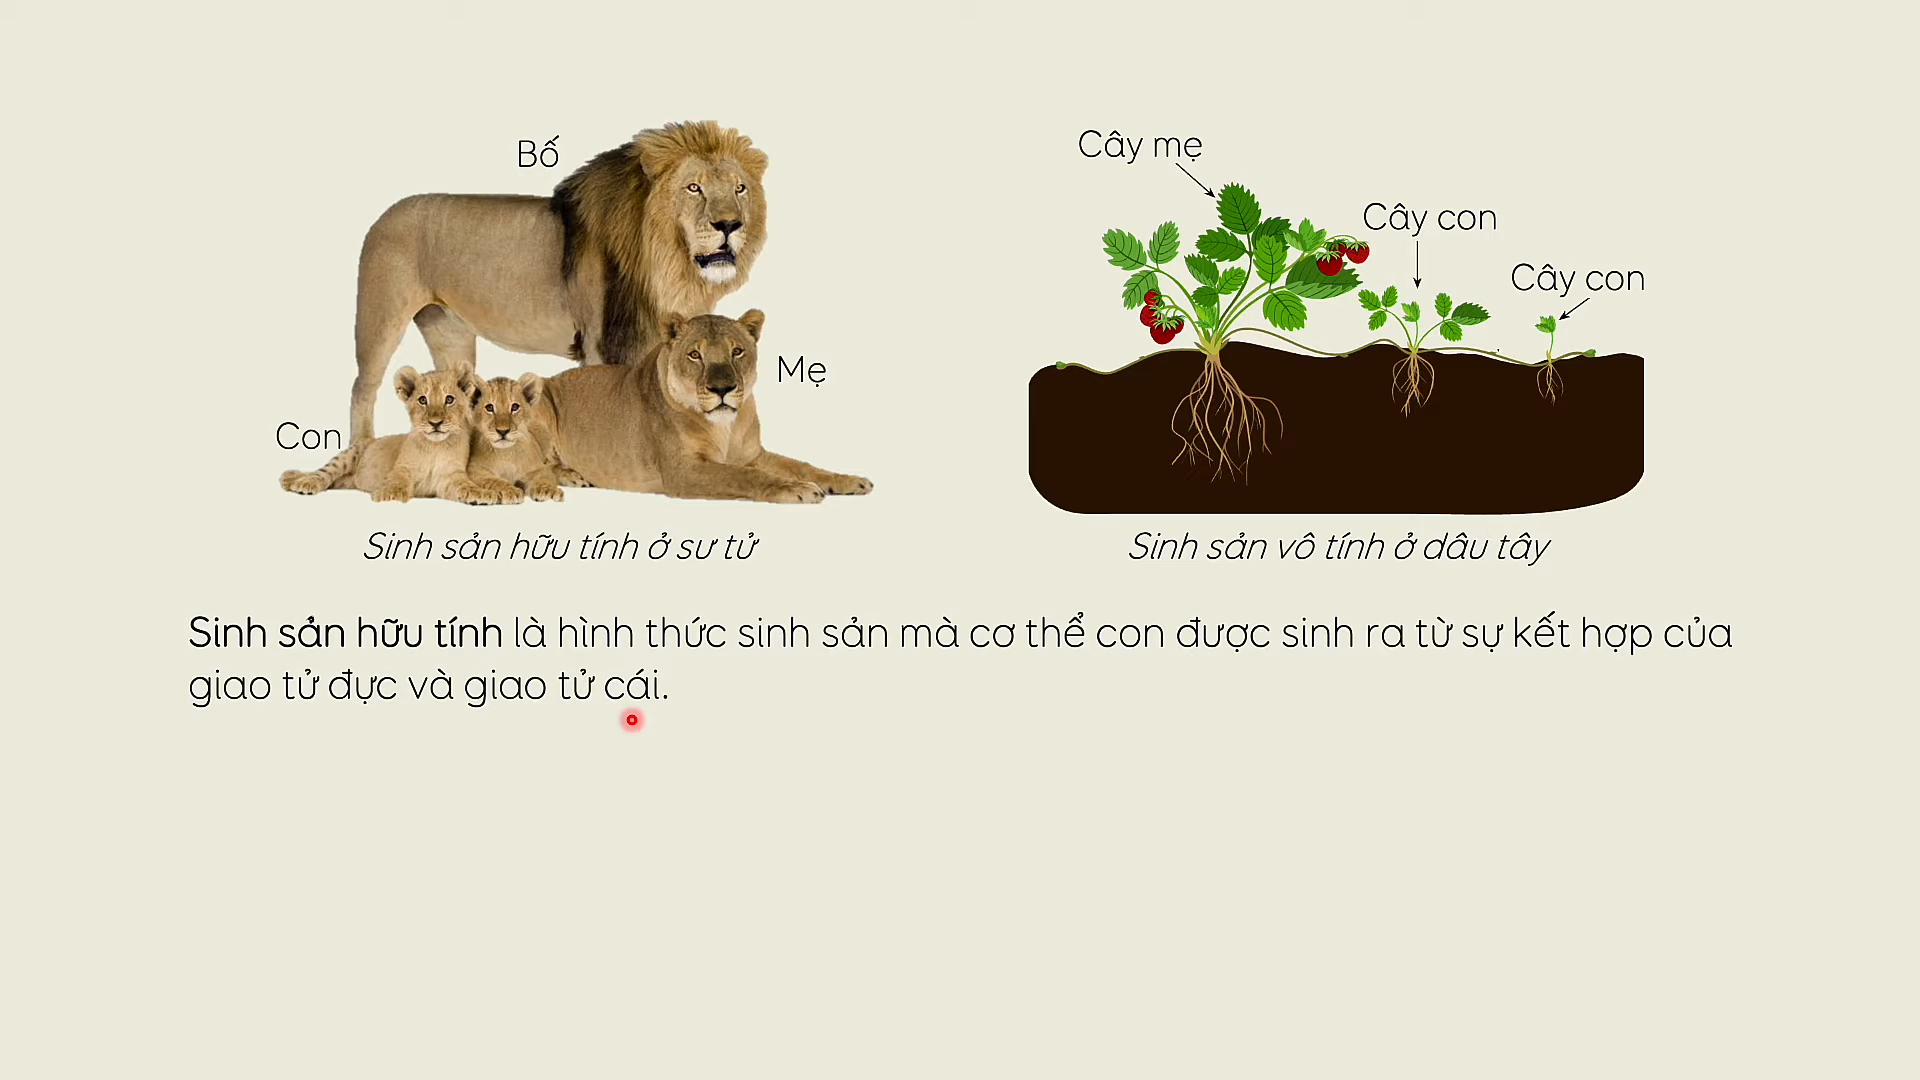 Bố
Mẹ
Con
Sinh sản hữu tính ở sư tử
Cây mẹ
Cây con
Cây con
Sinh sản vô tính ở dâu tây
Sinh sản hữu tính là hình thức sinh sản mà cơ thể con được sinh ra từ sự kết hợp của
giao tử đực và giao tử cái.